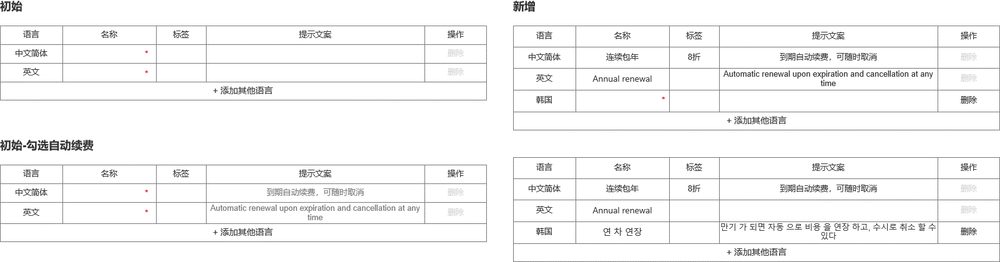 初始
语言 名称 标签 提示文案 操作
中文简体 * 删除
英文 * 删除
+ 添加其他语言
初始-勾选自动续费
语言 名称 标签 提示文案 操作
中文简体 * 到期自动续费，可随时取消 删除
英文 * Automatic renewal upon expiration and cancellation at any
time 删除
+ 添加其他语言
新增
语言 名称 标签 提示文案 操作
中文简体 连续包年 8折 到期自动续费，可随时取消 删除
英文 Annual renewal Automatic renewal upon expiration and cancellation at any
time 删除
韩国 * 删除
+ 添加其他语言
语言 名称 标签 提示文案 操作
中文简体 连续包年 8折 到期自动续费，可随时取消 删除
英文 Annual renewal 删除
韩国 연 차 연장 만기 가 되면 자동 으로 비용 을 연장 하고, 수시로 취소 할 수
있다 删除
+ 添加其他语言